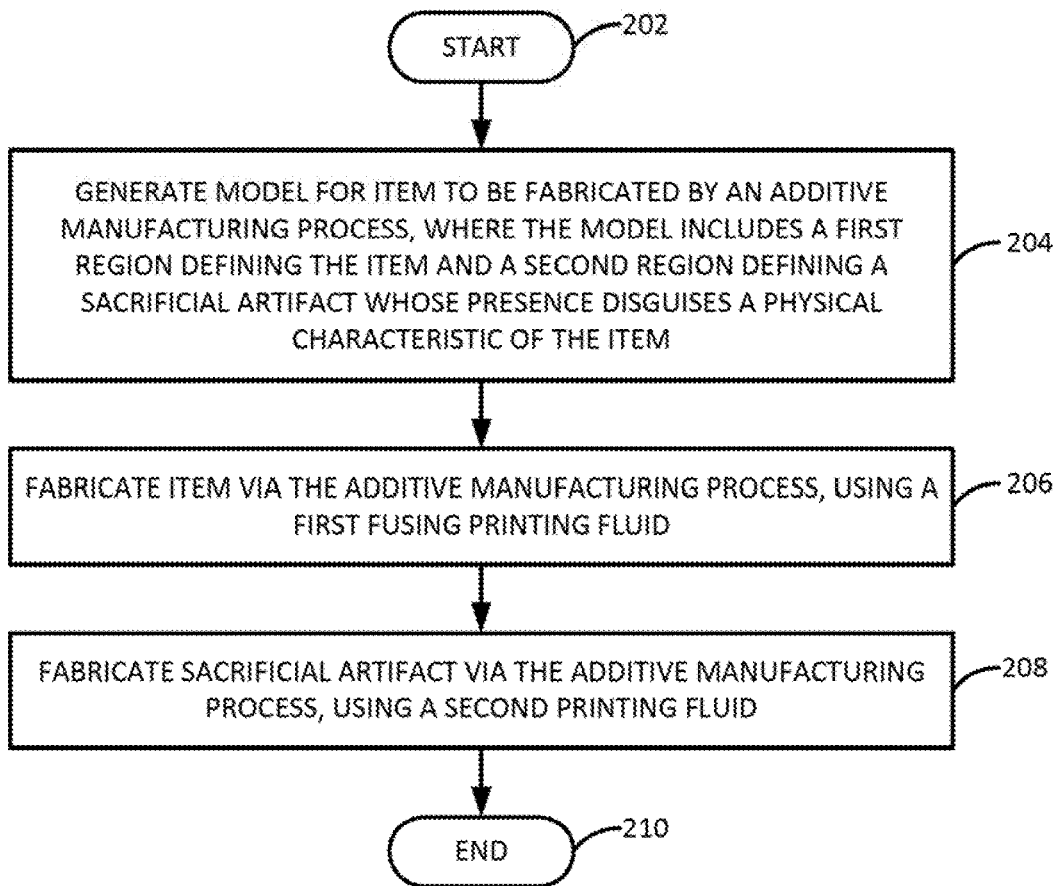 START
202
GENERATE MODEL FOR ITEM TO BE FABRICATED BY AN ADDITIVE
MANUFACTURING PROCESS, WHERE THE MODEL INCLUDES A FIRST
REGION DEFINING THE ITEM AND A SECOND REGION DEFINING A
SACRIFICIAL ARTIFACT WHOSE PRESENCE DISGUISES A PHYSICAL
CHARACTERISTIC OF THE ITEM
204
FABRICATE ITEM VIA THE ADDITIVE MANUFACTURING PROCESS, USING A
FIRST FUSING PRINTING FLUID
206
FABRICATE SACRIFICIAL ARTIFACT VIA THE ADDITIVE MANUFACTURING
PROCESS, USING A SECOND PRINTING FLUID
208
END
210